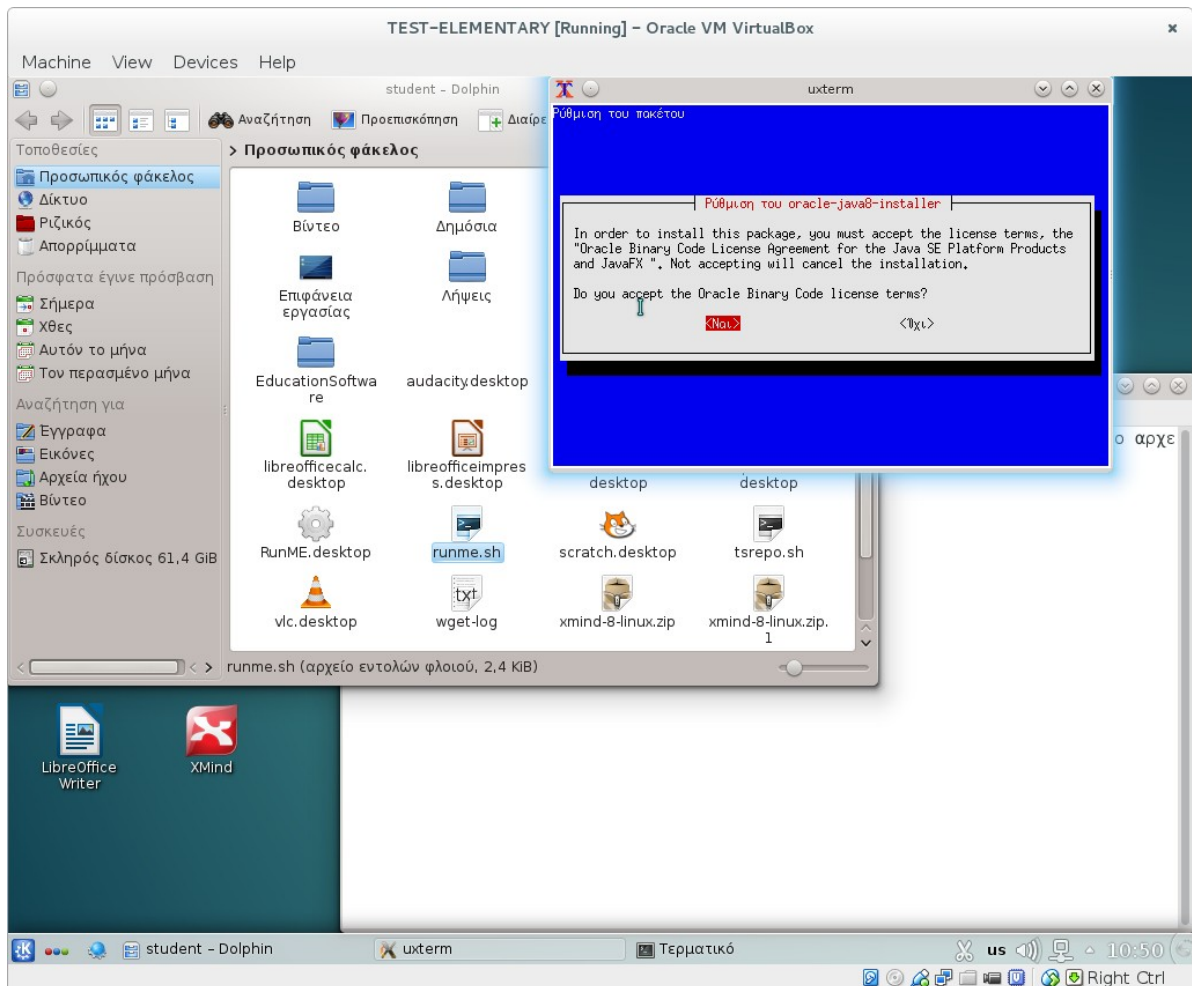 TEST-ELEMENTARY [Running] - Oracle VM VirtualBox
Machine View Devices Help
student - Dolphin
Αναζήτηση Προεπισκόπηση Διαίρε
Τοποθεσίες
Προσωπικός φάκελος
Δίκτυο
Ριζικός
Απορρίμματα
Πρόσφατα έγινε πρόσβαση
Σήμερα
Χθες
Αυτόν το μήνα
Τον περασμένο μήνα
Αναζήτηση για
Έγγραφα
Εικόνες
Αρχεία ήχου
Βίντεο
Συσκευές
Σκληρός δίσκος 61,4 GiB
> Προσωπικός φάκελος
Βίντεο Δημόσια
Επιφάνεια
εργασίας
Λήψεις
EducationSoftwa
re
audacity.desktop
libreofficecalc.
desktop
libreofficeimpres
s.desktop
desktop
desktop
RunME.desktop runme.sh scratch.desktop tsrepo.sh
vlc.desktop wget-log xmind-8-linux.zip xmind-8-linux.zip.
1
runme.sh (αρχείο εντολών φλοιού, 2,4 KiB)
uxterm
Ρύθμιση του πακέτου
Ρύθμιση του oracle-java8-installer
In order to install this package, you must accept the license terms, the
"Oracle Binary Code License Agreement for the Java SE Platform Products
and JavaFX ". Not accepting will cancel the installation.
Do you accept the Oracle Binary Code license terms?
<Ναι> <Όχι>
ο αρχε
LibreOffice
Writer
XMind
student - Dolphin uxterm Τερματικό us 10:50
Right Ctrl